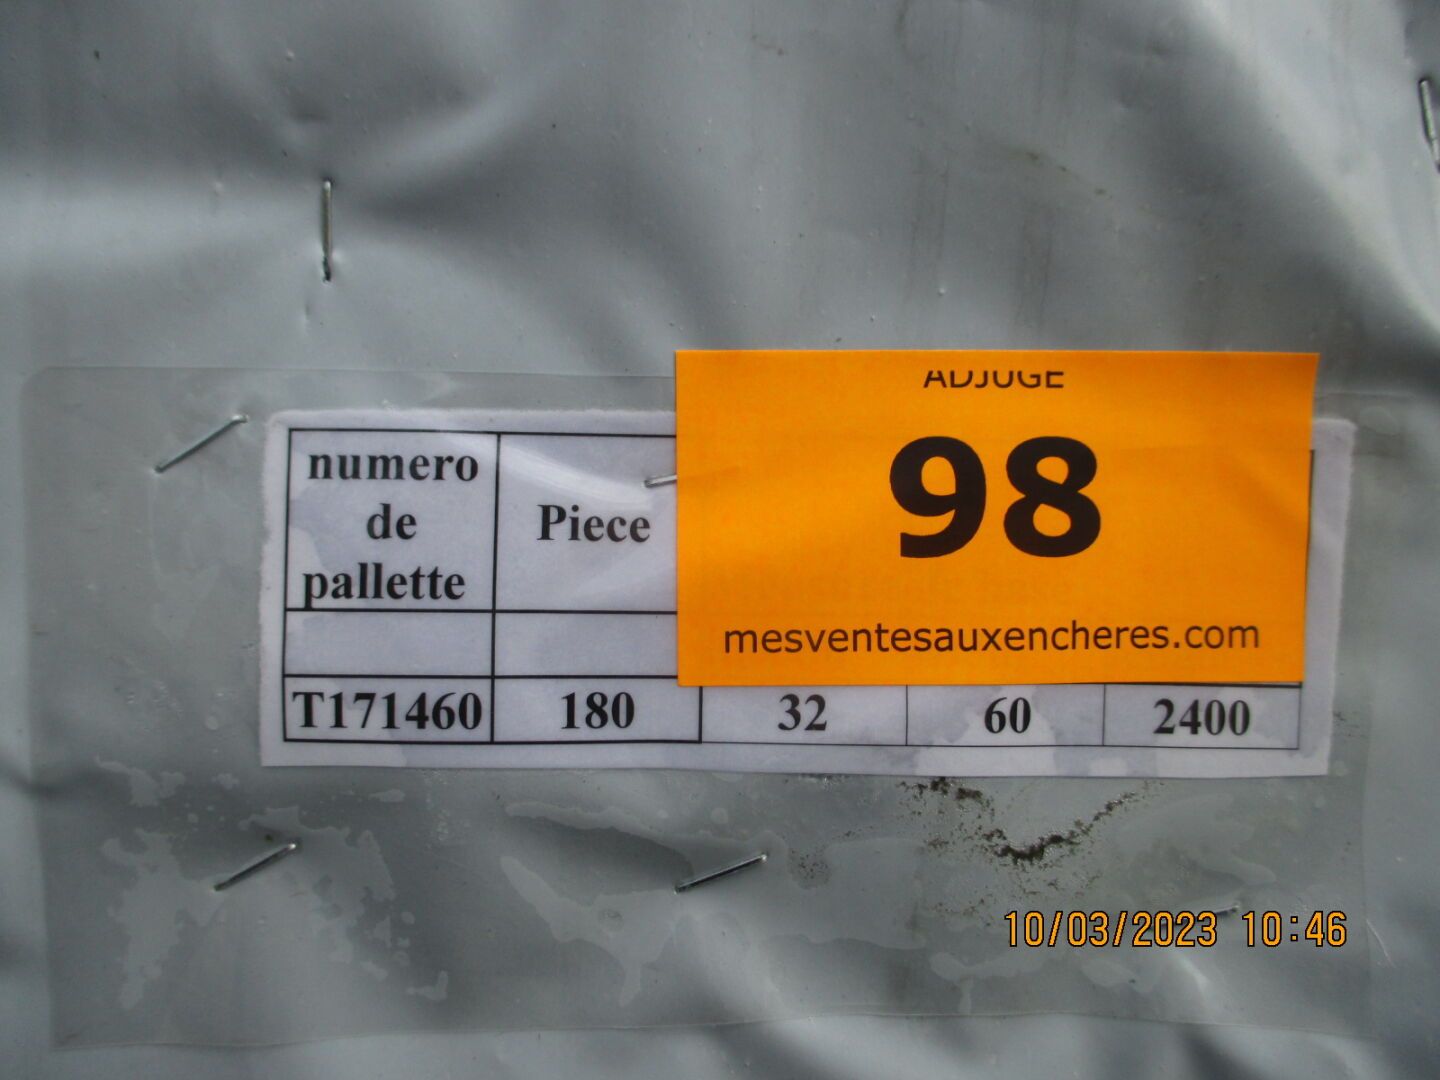 ADJUGE
98
mesventesauxencheres.com
numero
de
pallette
Piece
T171460 180 32 60 2400
10/03/2023 10:46